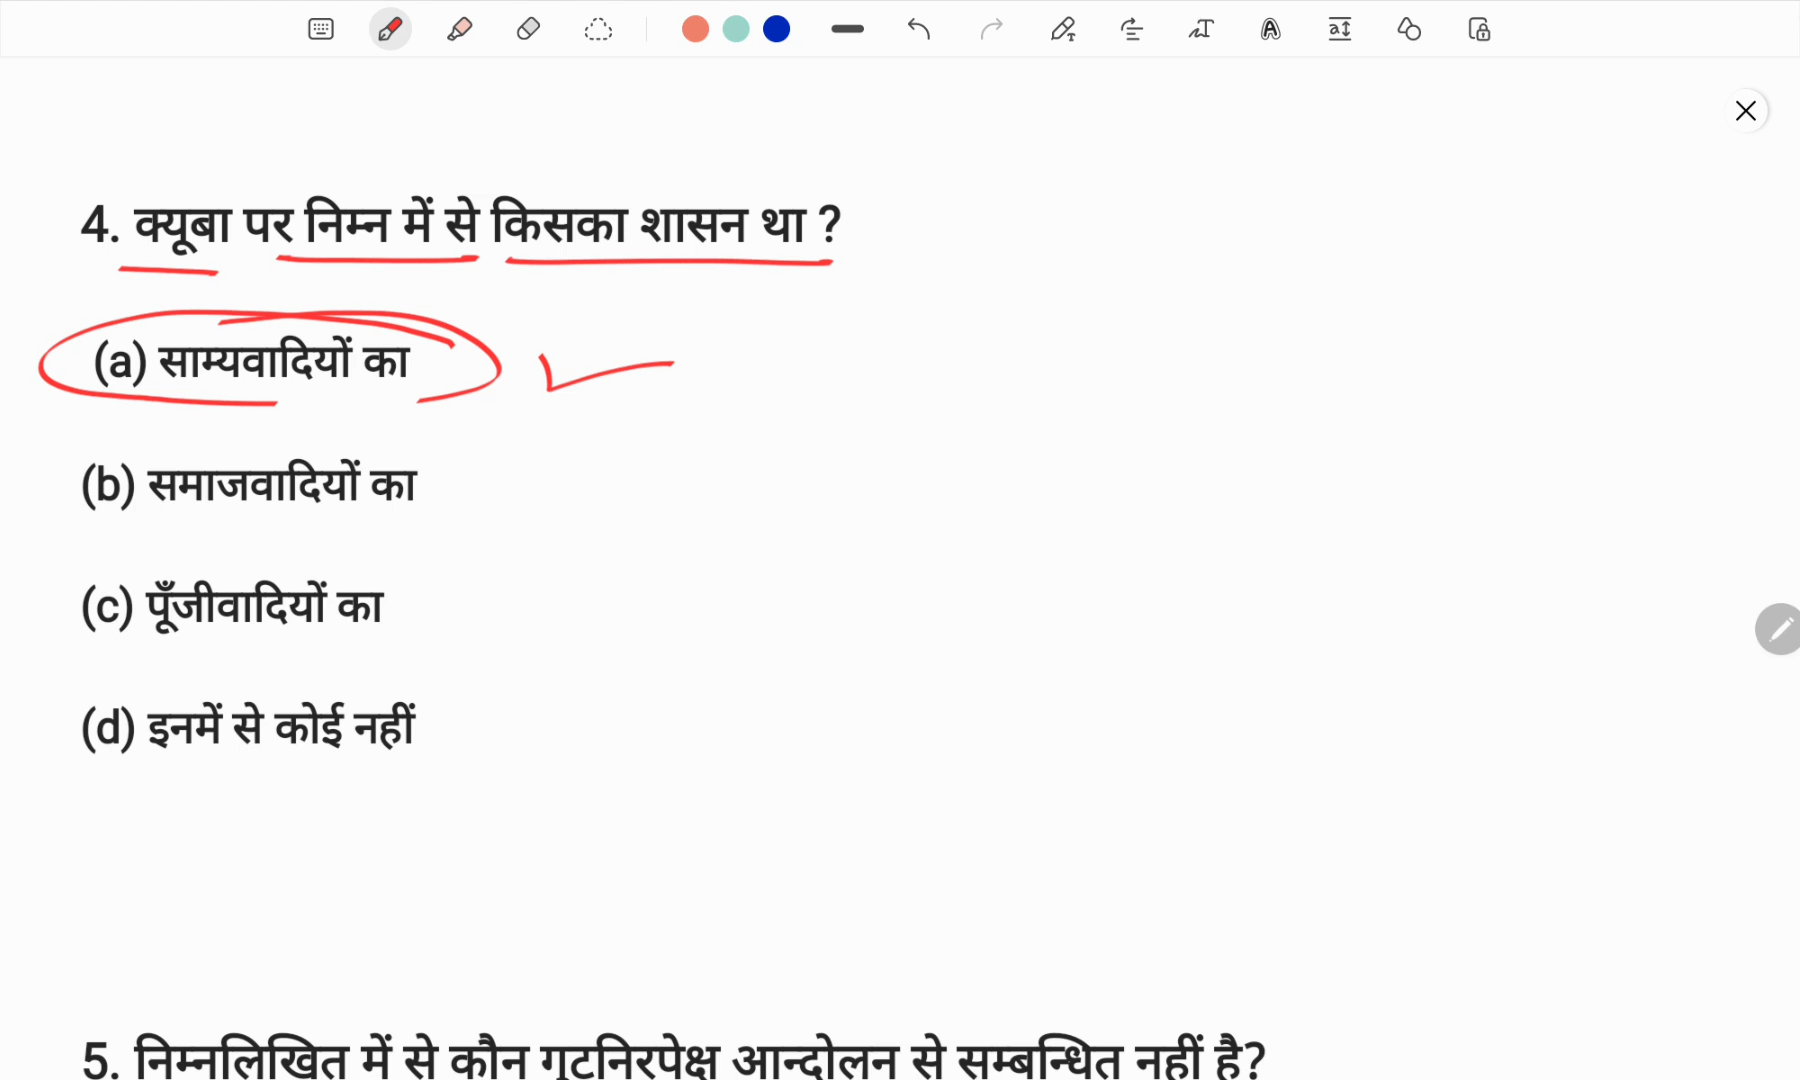 4. क्यूबा पर निम्न में से किसका शासन था ?
(a) साम्यवादियों का
(b) समाजवादियों का
(c) पूँजीवादियों का
(d) इनमें से कोई नहीं
5. निम्नलिखित में से कौन गुटनिरपेक्ष आन्दोलन से सम्बन्धित नहीं है?